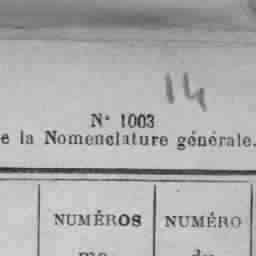 14
N° 1003
e la Nomenclature générale.
NUMÉROS NUMÉRO